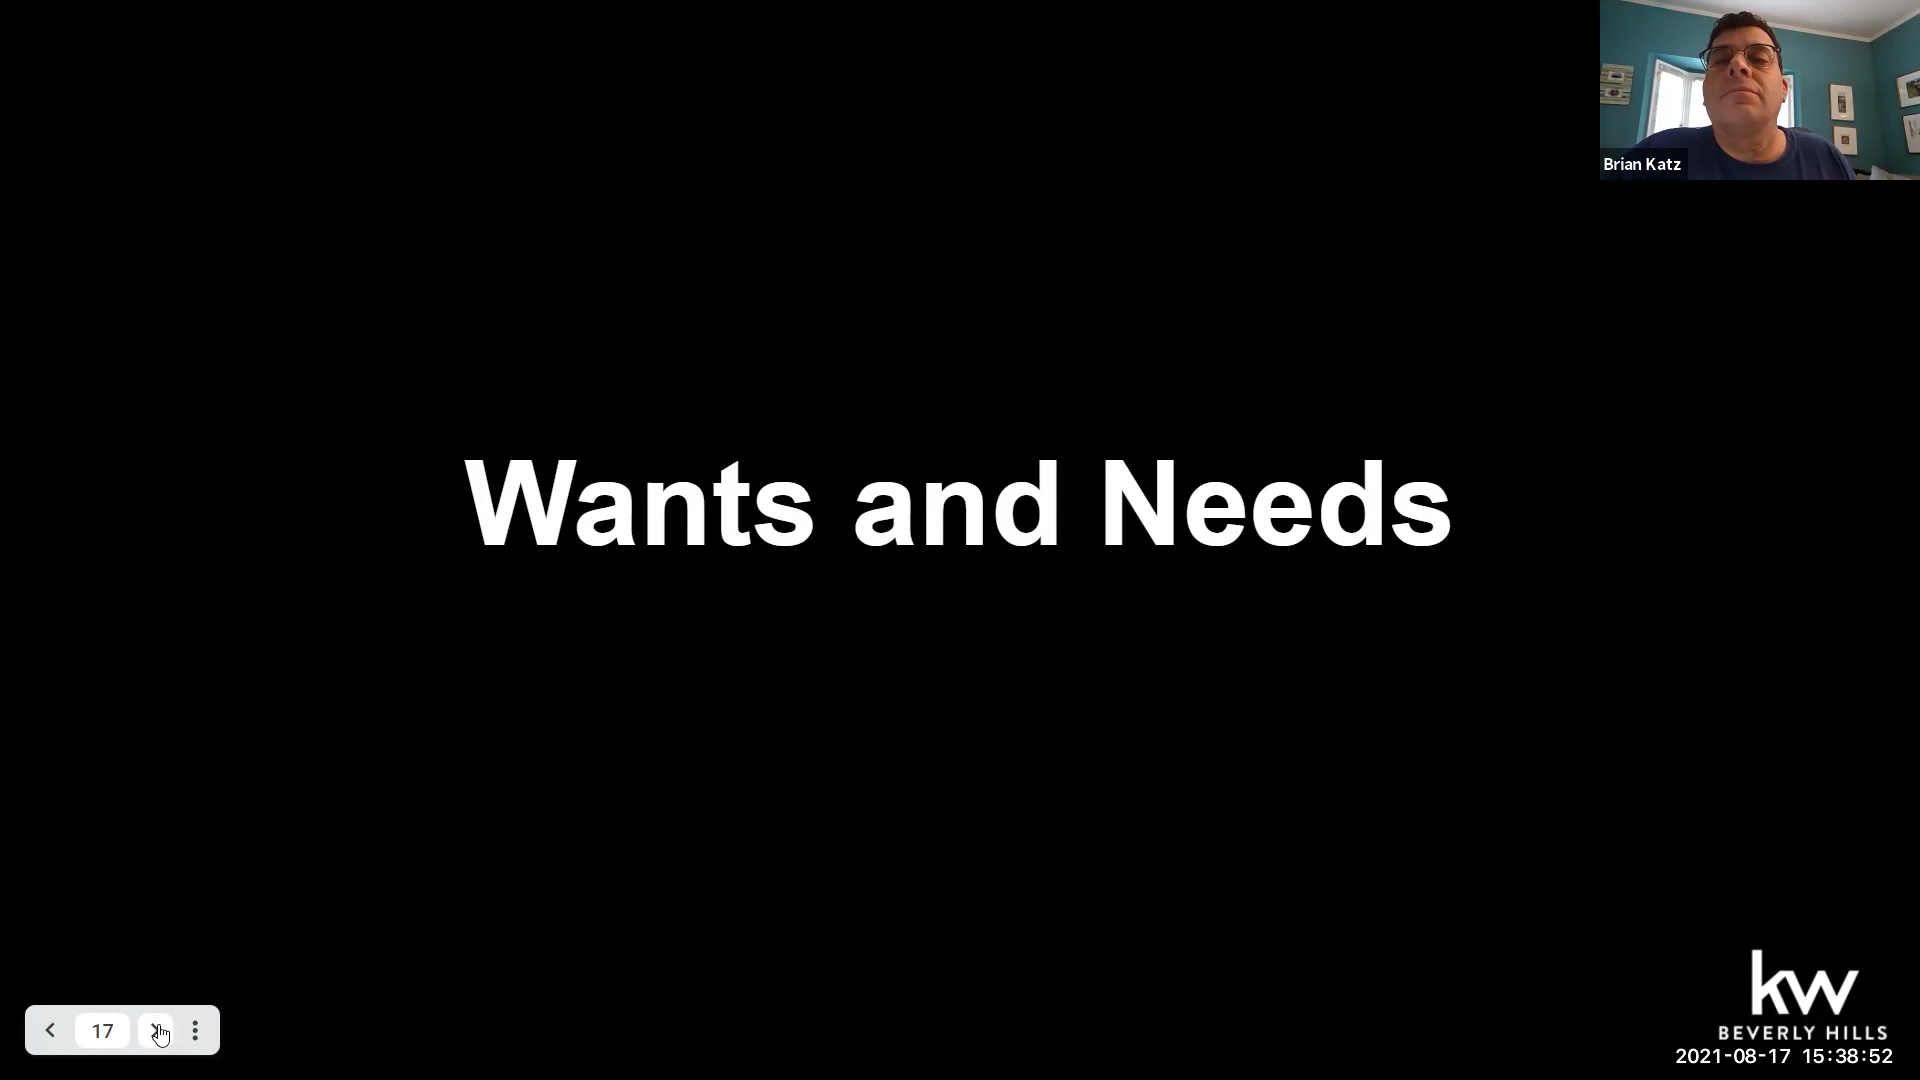 Brian Katz
Wants and Needs
17
kw
BEVERLY HILLS
2021-08-17 15:38:52